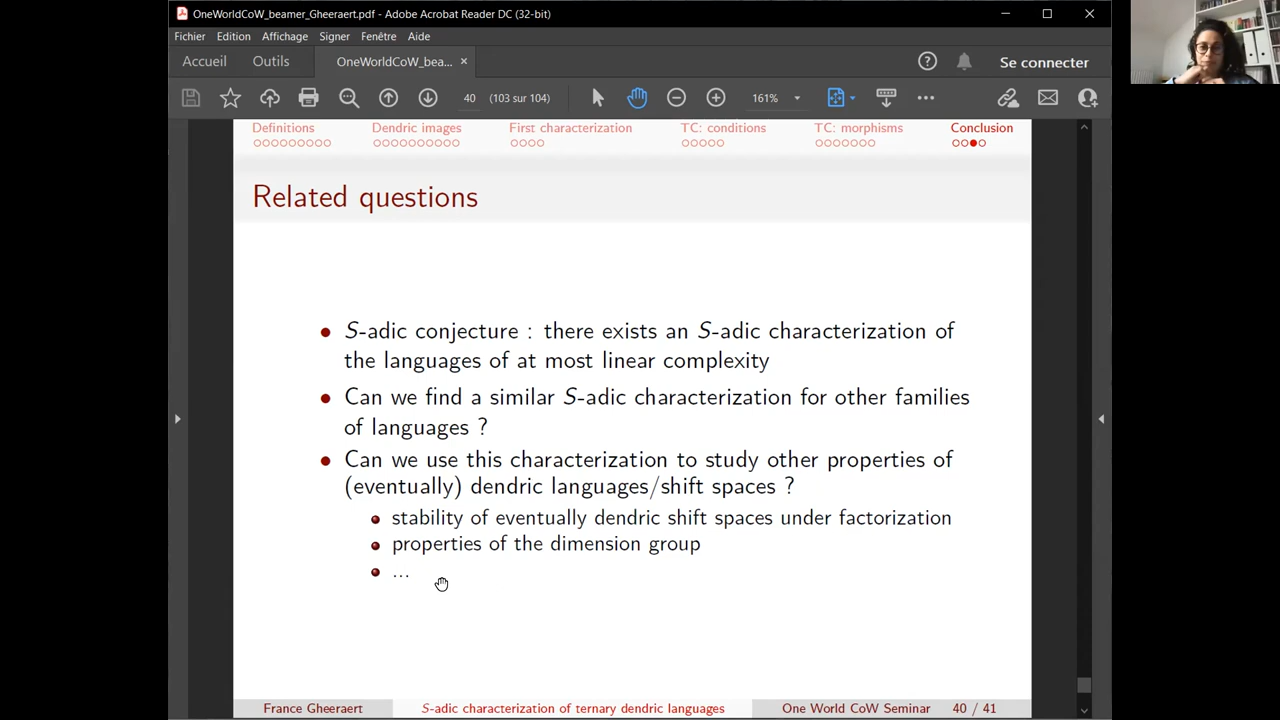 OneWorldCoW_beamer_Gheeraert.pdf - Adobe Acrobat Reader DC (32-bit)
Fichier Edition Affichage Signer Fenêtre Aide
Accueil Outils OneWorldCoW_bea... × Se connecter
40 (103 sur 104) 161%
Definitions Dendric images First characterization TC: conditions TC: morphisms Conclusion
Related questions
S-adic conjecture : there exists an S-adic characterization of
the languages of at most linear complexity
Can we find a similar S-adic characterization for other families
of languages ?
Can we use this characterization to study other properties of
(eventually) dendric languages/shift spaces ?
stability of eventually dendric shift spaces under factorization
properties of the dimension group
...
France Gheeraert S-adic characterization of ternary dendric languages One World CoW Seminar 40 / 41